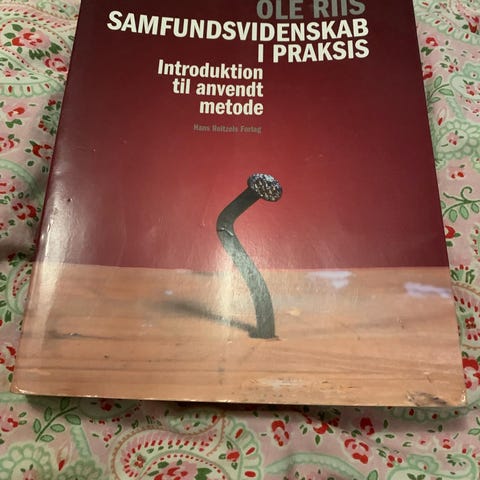 OLE RIIS
SAMFUNDSVIDENSKAB
I PRAKSIS
Introduktion
til anvendt
metode
Hans Reitzels Forlag